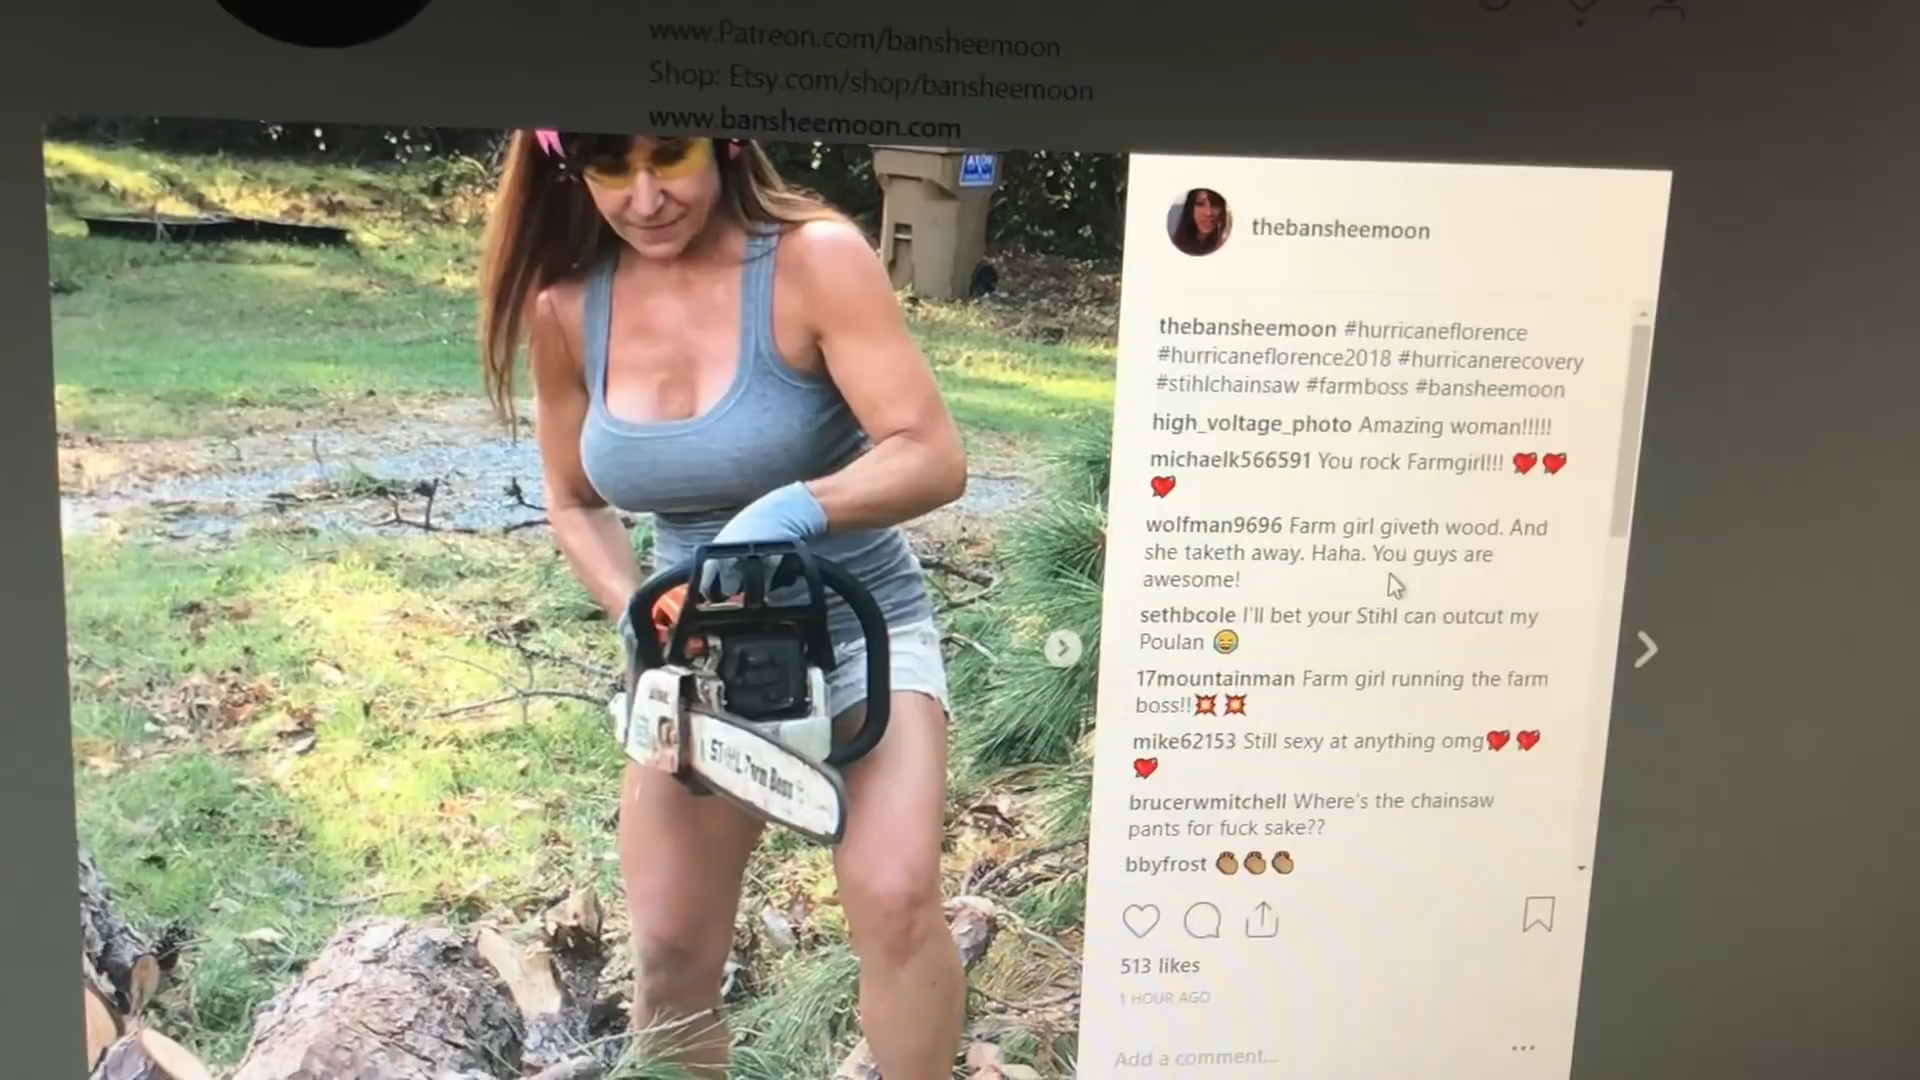 www.Patreon.com/bansheemoon
Shop: Etsy.com/shop/bansheemoon
www.bansheemoon.com
AXON
thebansheemoon
thebansheemoon #hurricaneflorence
#hurricaneflorence2018 #hurricanerecovery
#stihlchainsaw #farmboss #bansheemoon
high_voltage_photo Amazing woman!!!!!
michaelk566591 You rock Farmgirl!!! ❤️❤️
❤️
wolfman9696 Farm girl giveth wood. And
she taketh away. Haha. You guys are
awesome!
sethbcole I'll bet your Stihl can outcut my
Poulan 😂
17mountainman Farm girl running the farm
boss!!💥💥
mike62153 Still sexy at anything omg❤️❤️
❤️
brucerwmitchell Where's the chainsaw
pants for fuck sake??
bbyfrost 👏🏽👏🏽👏🏽
STIHL Farm Boss
513 likes
1 HOUR AGO
Add a comment...